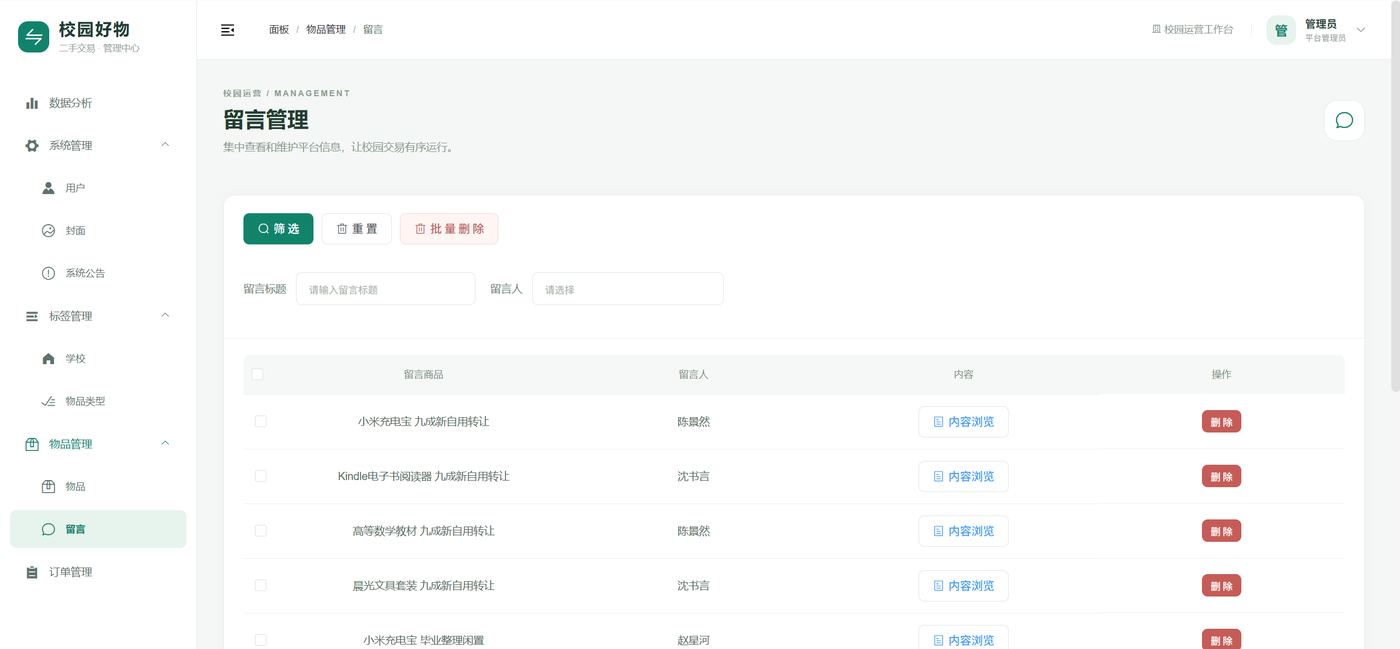 校园好物
二手交易 · 管理中心
数据分析
系统管理
用户
封面
系统公告
标签管理
学校
物品类型
物品管理
物品
留言
订单管理
面板 / 物品管理 / 留言
校园运营工作台
管
管理员
平台管理员
校园运营 / MANAGEMENT
留言管理
集中查看和维护平台信息，让校园交易有序运行。
筛选 重置 批量删除
留言标题 请输入留言标题 留言人 请选择
留言商品 留言人 内容 操作
小米充电宝 九成新自用转让 陈景然 内容浏览 删除
Kindle电子书阅读器 九成新自用转让 沈书言 内容浏览 删除
高等数学教材 九成新自用转让 陈景然 内容浏览 删除
晨光文具套装 九成新自用转让 沈书言 内容浏览 删除
小米充电宝 毕业整理闲置 赵星河 内容浏览 删除